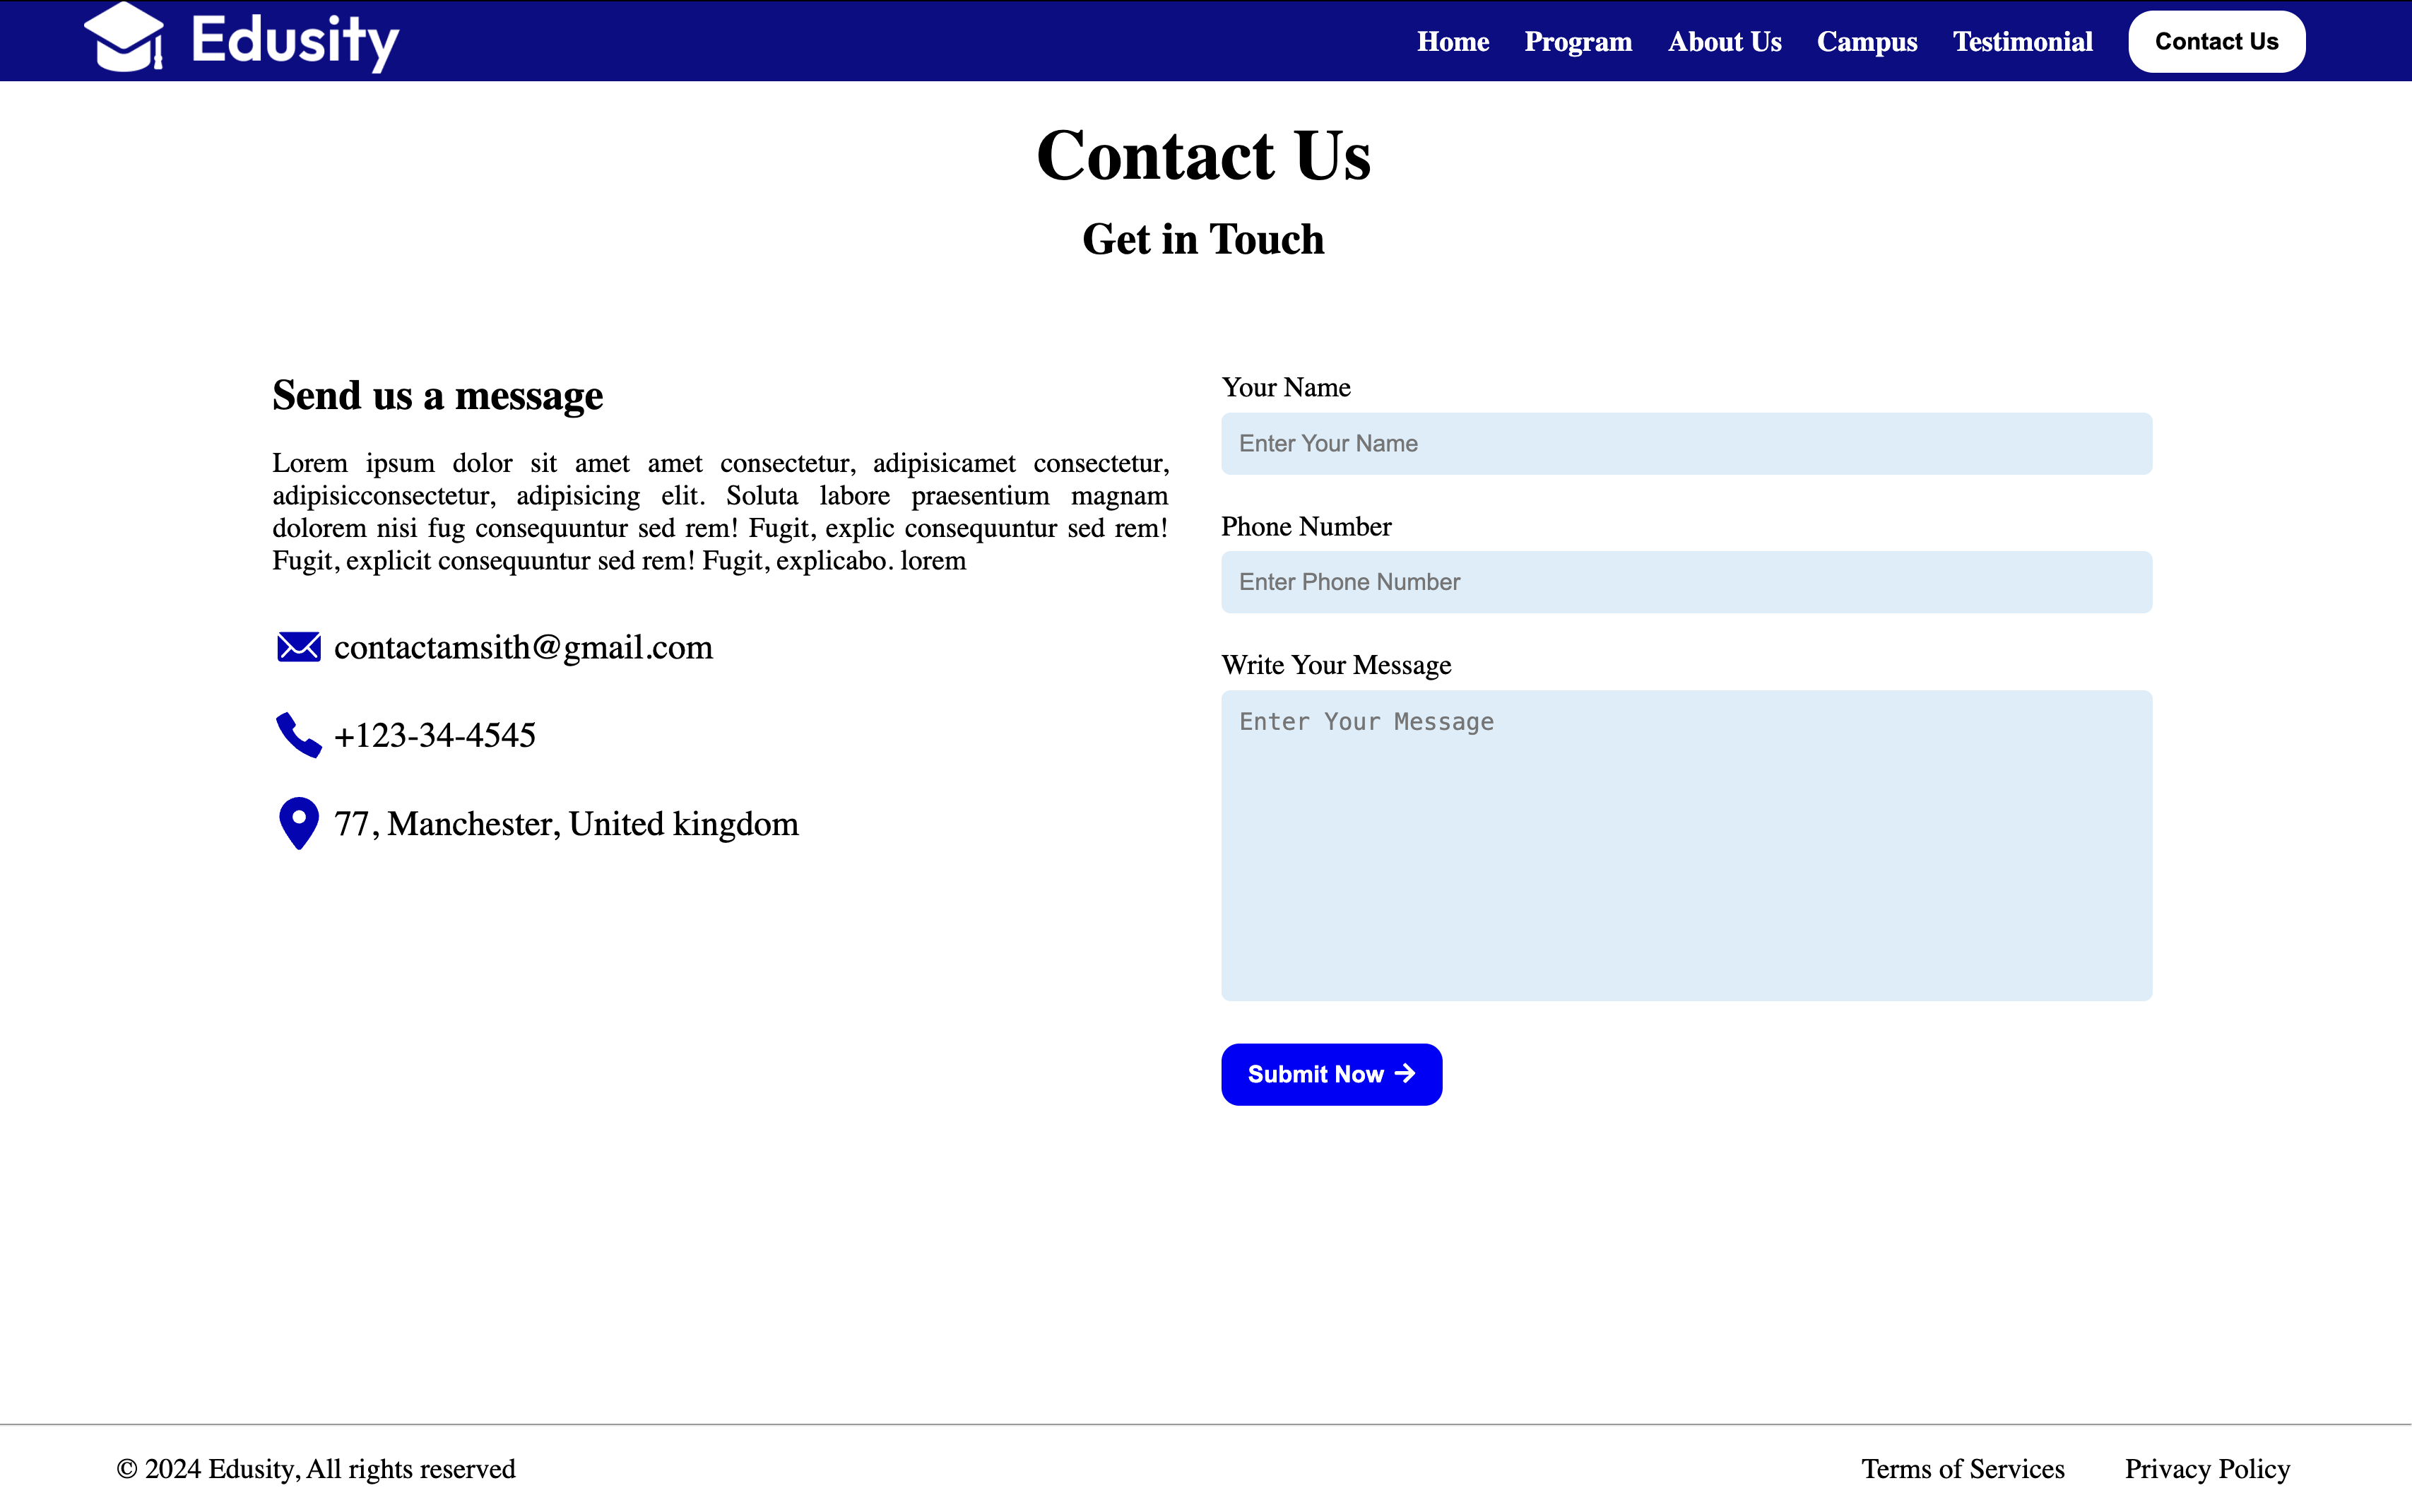 Edusity
Home Program About Us Campus Testimonial Contact Us
Contact Us
Get in Touch
Send us a message
Lorem ipsum dolor sit amet amet consectetur, adipisicamet consectetur,
adipisicconsectetur, adipisicing elit. Soluta labore praesentium magnam
dolorem nisi fug consequuntur sed rem! Fugit, explic consequuntur sed rem!
Fugit, explicit consequuntur sed rem! Fugit, explicabo. lorem
contactamsith@gmail.com
+123-34-4545
77, Manchester, United kingdom
Your Name
Enter Your Name
Phone Number
Enter Phone Number
Write Your Message
Enter Your Message
Submit Now →
© 2024 Edusity, All rights reserved
Terms of Services Privacy Policy